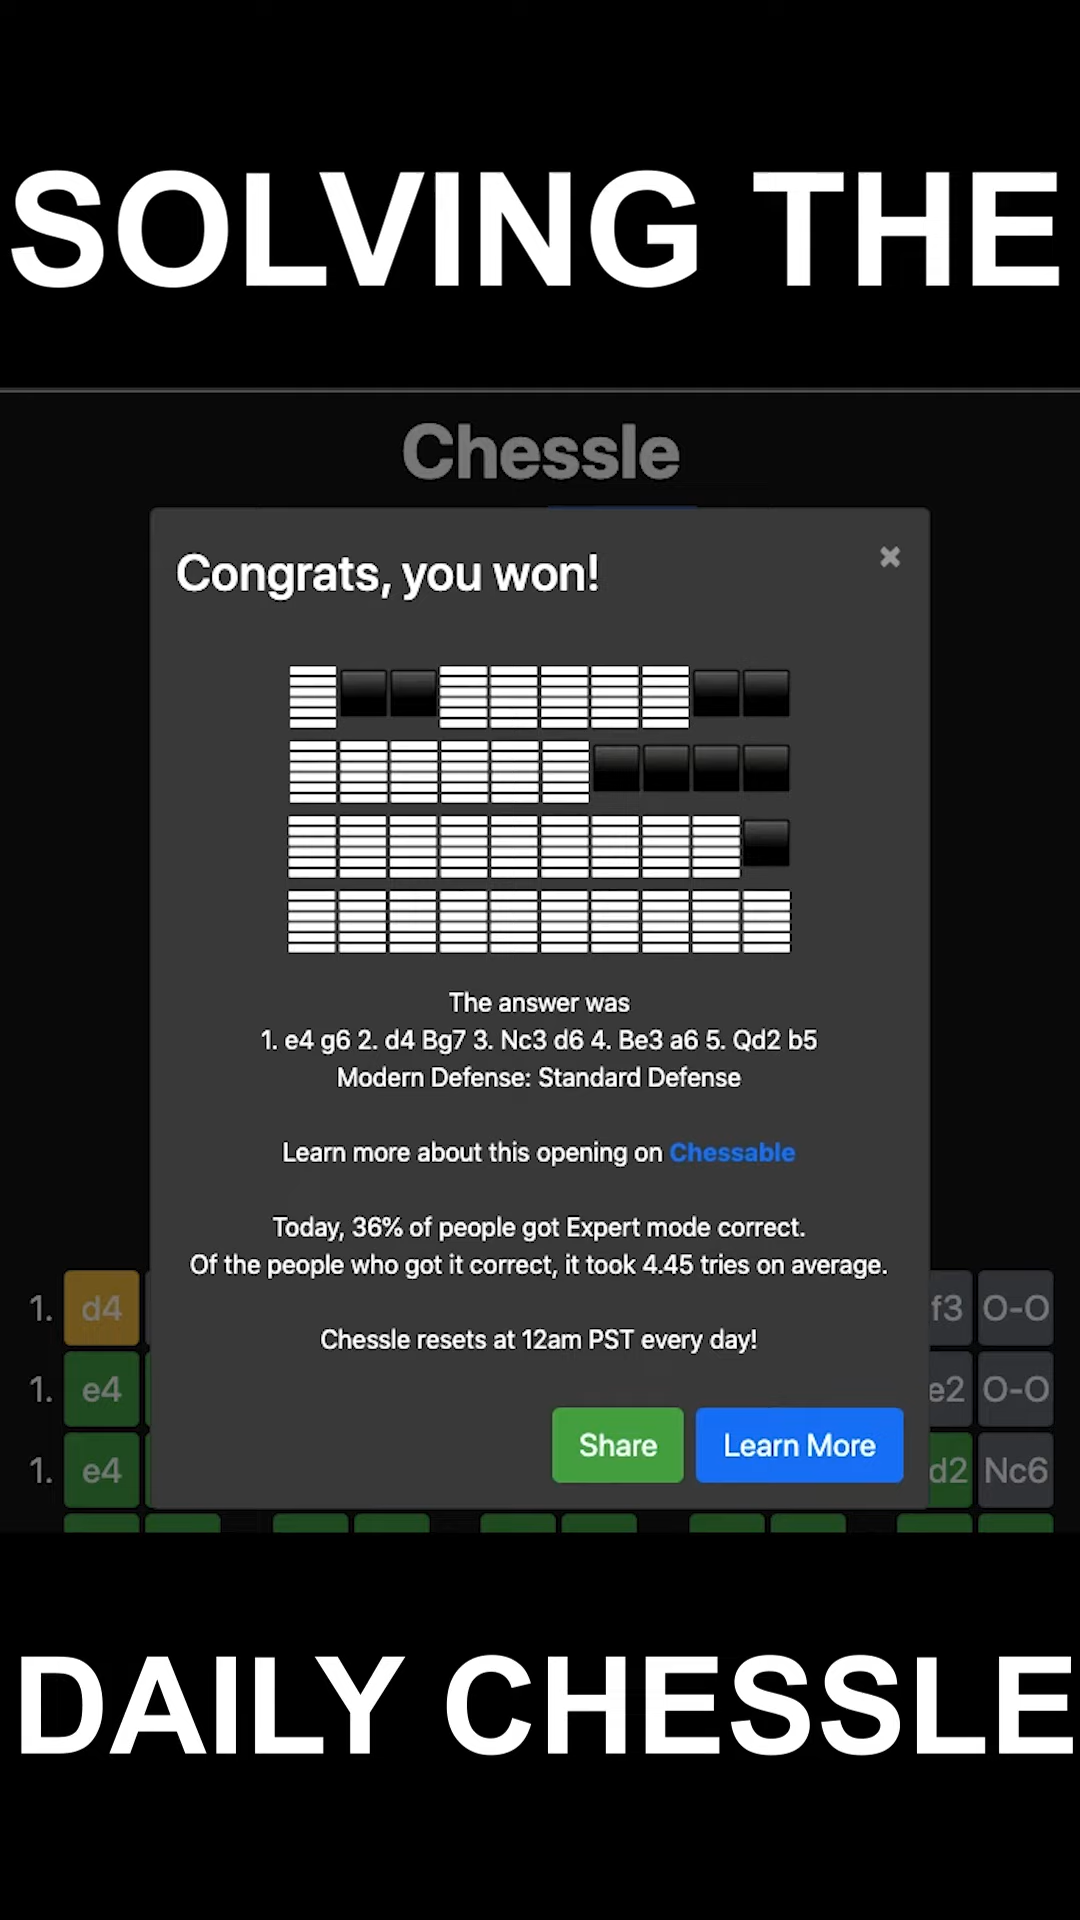 SOLVING THE
Chessle
Congrats, you won!
The answer was
1. e4 g6 2. d4 Bg7 3. Nc3 d6 4. Be3 a6 5. Qd2 b5
Modern Defense: Standard Defense
Learn more about this opening on Chessable
Today, 36% of people got Expert mode correct.
Of the people who got it correct, it took 4.45 tries on average.
Chessle resets at 12am PST every day!
1. d4 f3 O-O
1. e4 e2 O-O
1. e4 d2 Nc6
Share Learn More
DAILY CHESSLE